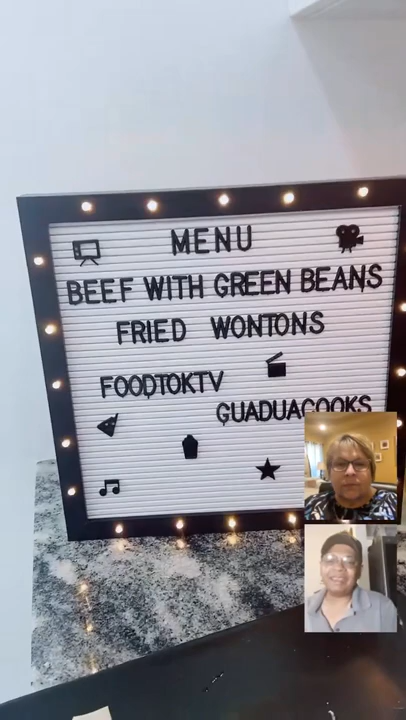 MENU
BEEF WITH GREEN BEANS
FRIED WONTONS
FOODTOKTV
GUADUACOOKS